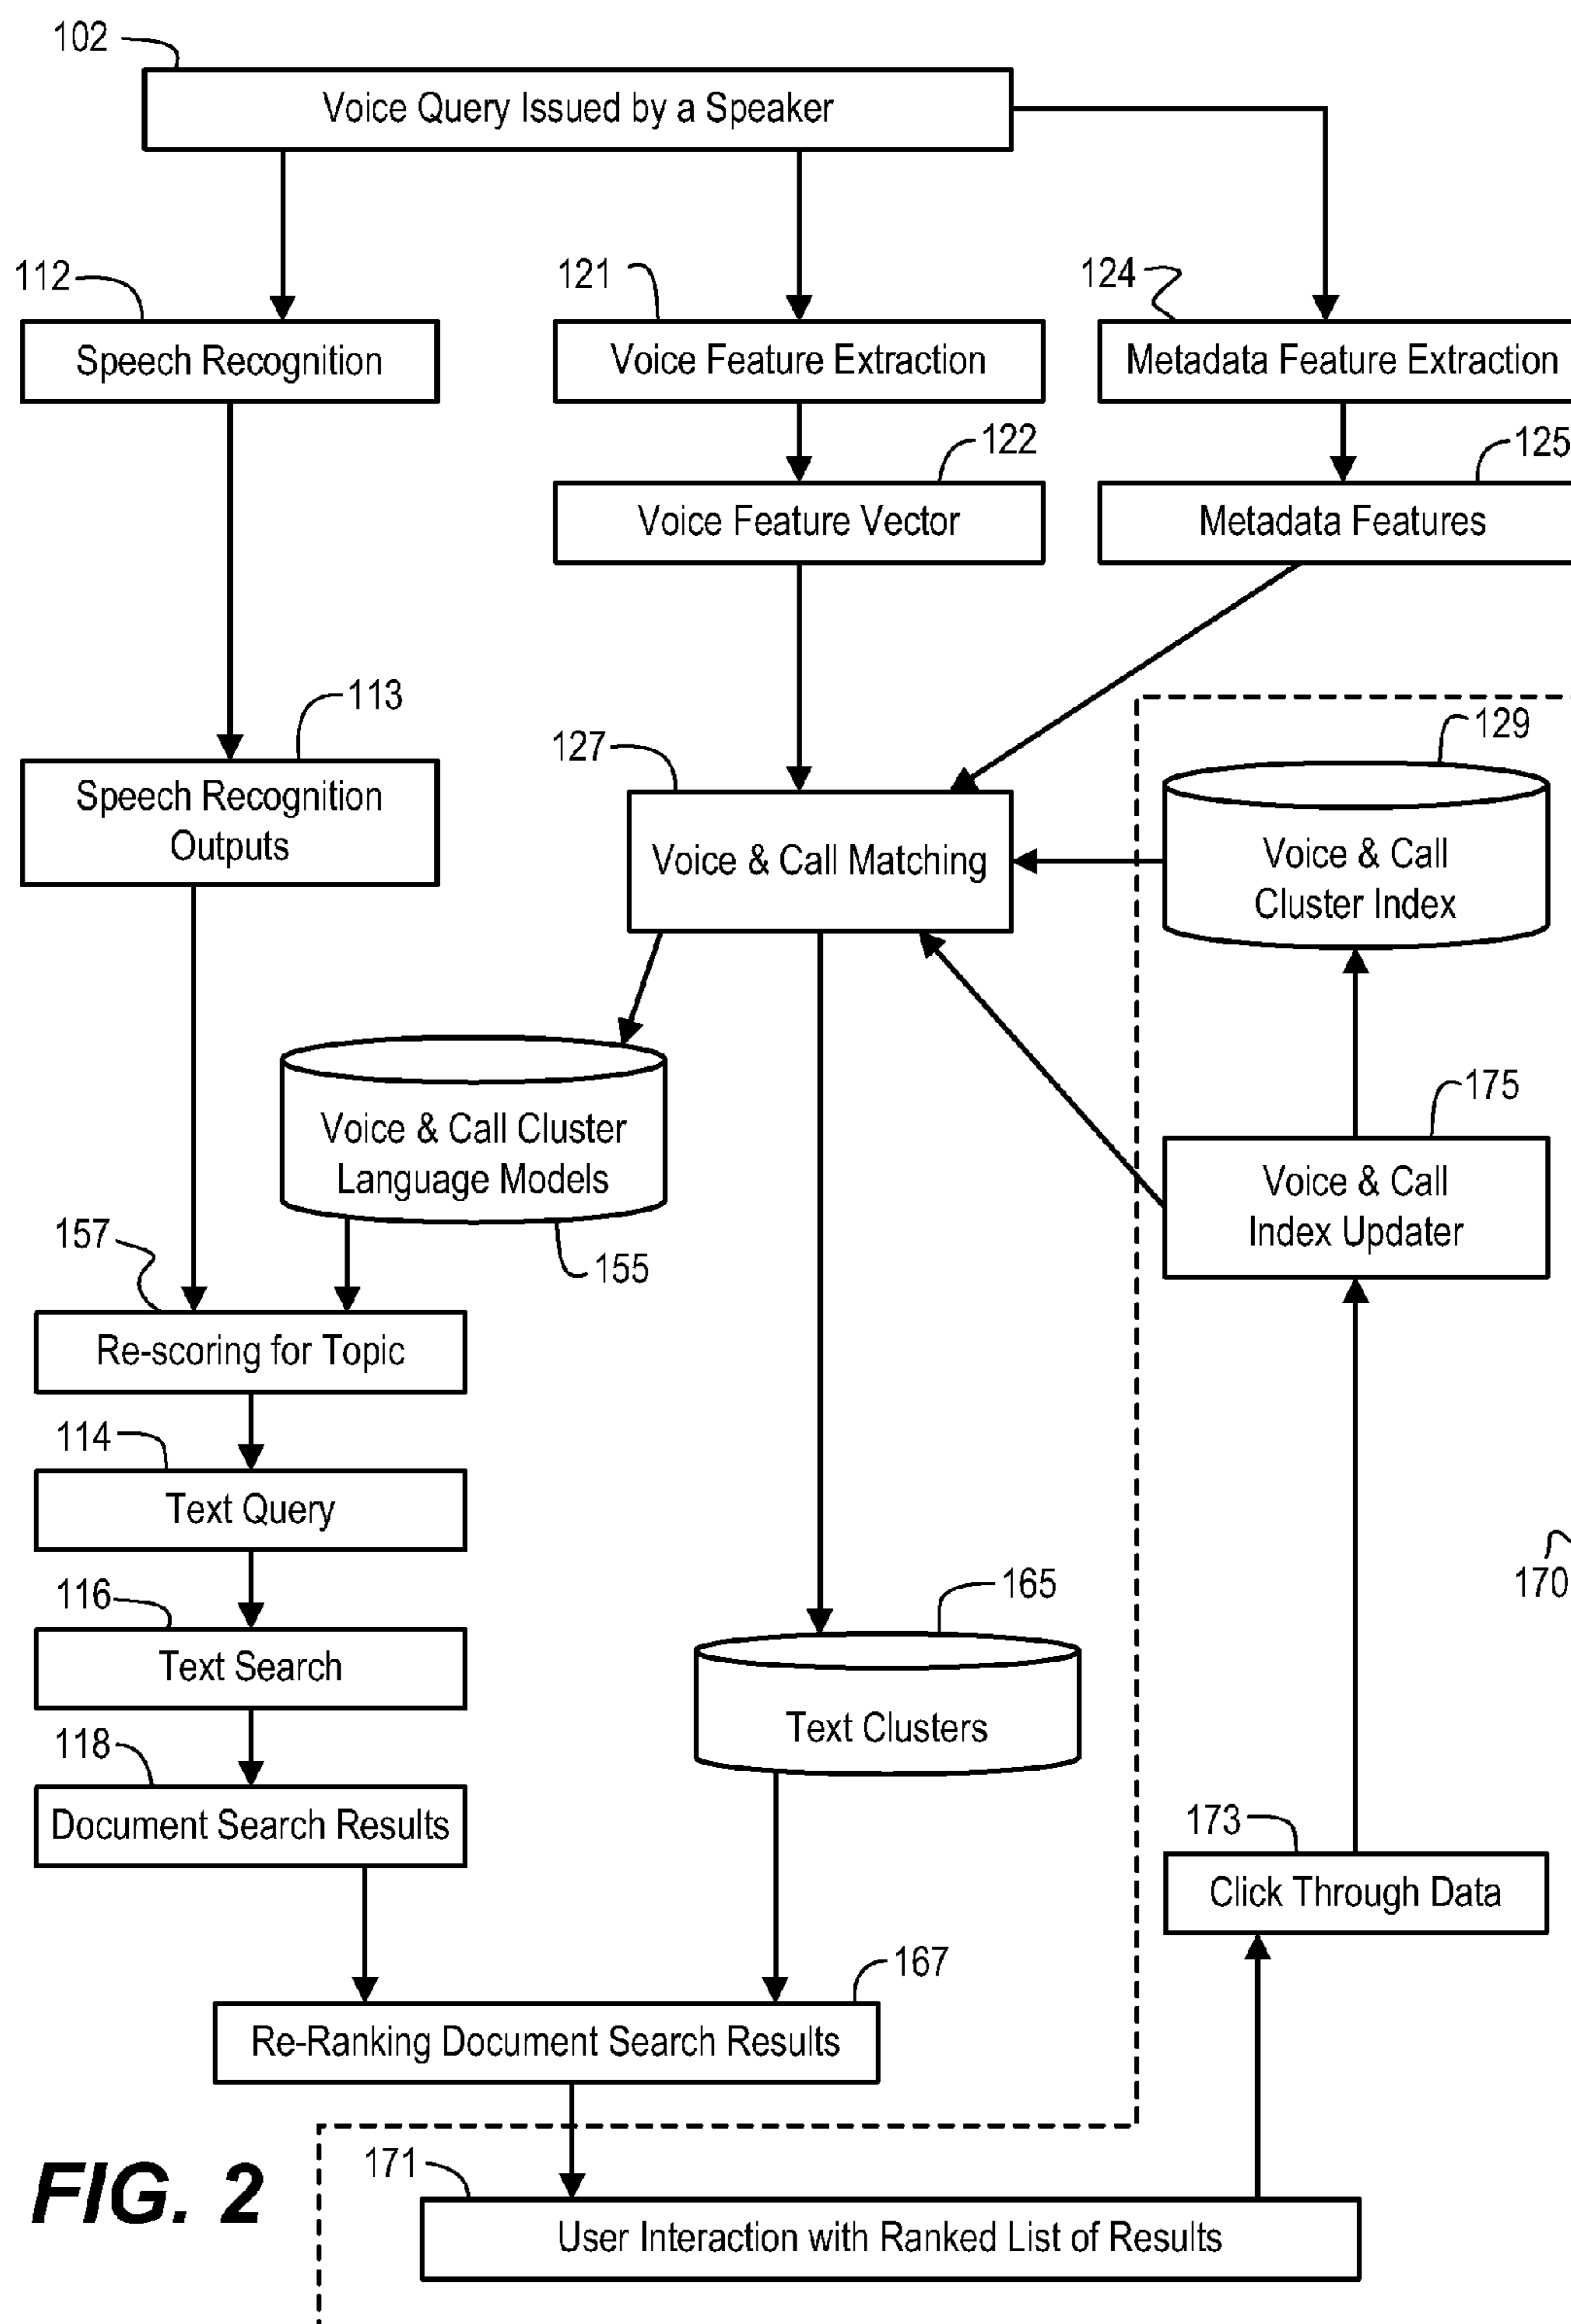 102
Voice Query Issued by a Speaker
112
121
124
Speech Recognition
Voice Feature Extraction
Metadada Feature Extraction
122
125
Voice Feature Vector
Metadata Features
113
127
129
Speech Recognition
Outputs
Voice & Call Matching
Voice & Call
Cluster Index
175
Voice & Call Cluster
Language Models
Voice & Call
Index Updater
157
155
Re-scoring for Topic
114
Text Query
170
116
165
Text Search
Text Clusters
118
Document Search Results
173
Click Through Data
167
Re-Ranking Document Search Results
FIG. 2
171
User Interaction with Ranked List of Results